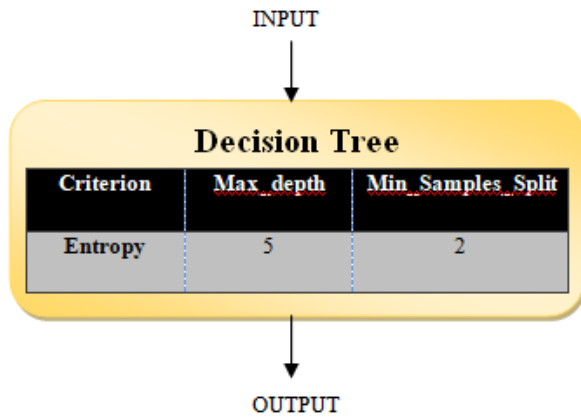 INPUT
Decision Tree
Criterion Max_depth Min_Samples_Split
Entropy 5 2
OUTPUT